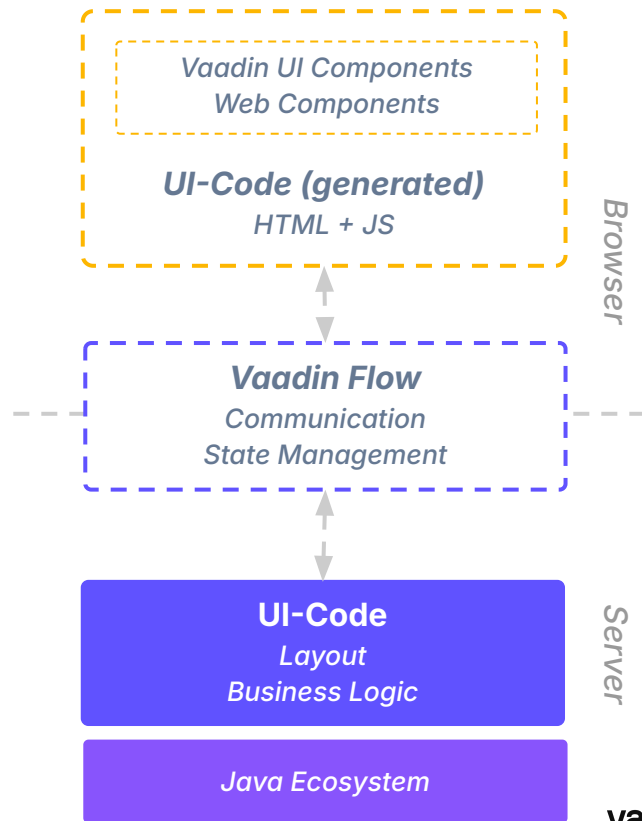 Vaadin UI Components
Web Components
UI-Code (generated)
HTML + JS
Browser
Vaadin Flow
Communication
State Management
UI-Code
Layout
Business Logic
Server
Java Ecosystem